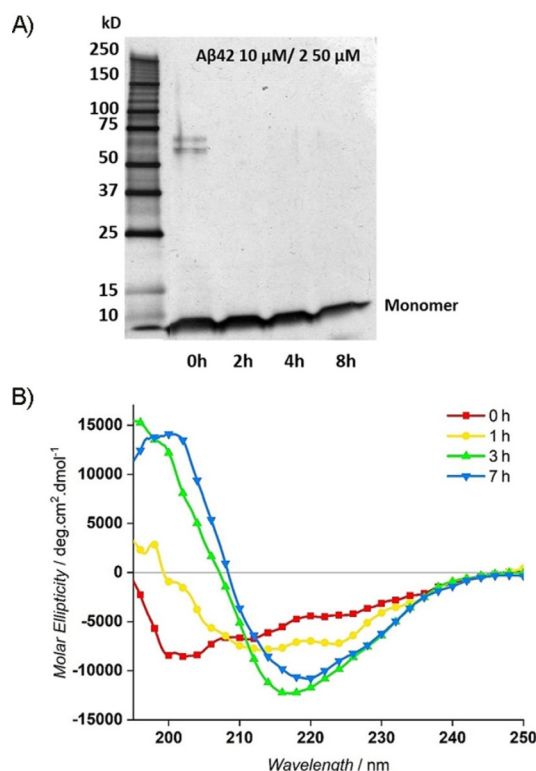 A)
kD
Aβ42 10 µM/ 2 50 µM
250
150
100
75
50
37
25
15
10
Monomer
0h 2h 4h 8h
B)
0 h
1 h
3 h
7 h
15000
10000
5000
0
-5000
-10000
-15000
Molar Ellipticity / deg.cm².dmol⁻¹
200 210 220 230 240 250
Wavelength / nm